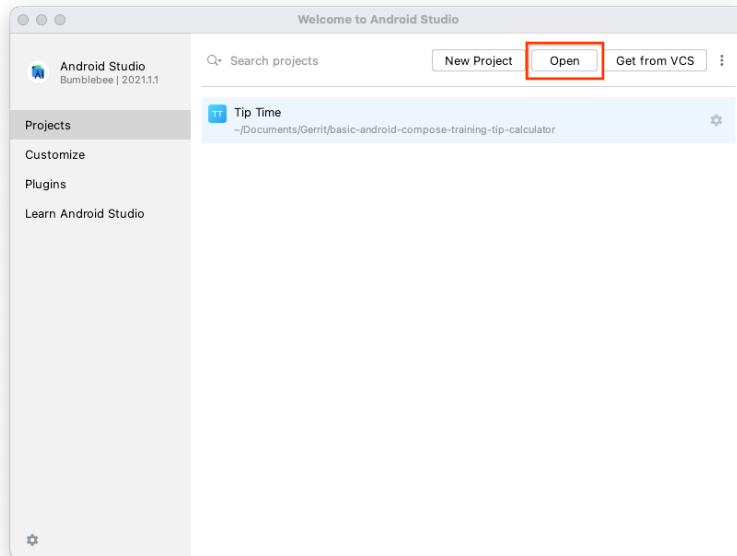 Welcome to Android Studio
Android Studio
Bumblebee | 2021.1.1
Search projects
New Project
Open
Get from VCS
Projects
Customize
Plugins
Learn Android Studio
TT
Tip Time
~/Documents/Gerrit/basic-android-compose-training-tip-calculator